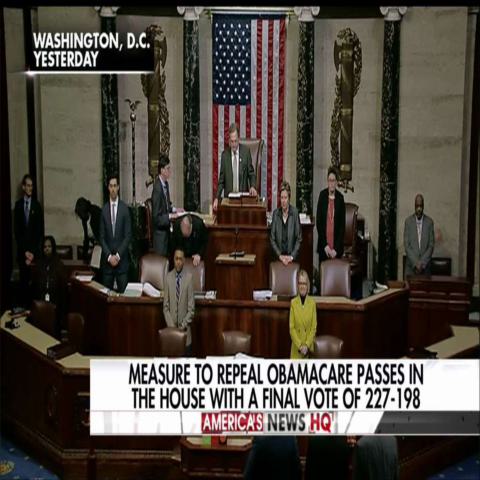 WASHINGTON, D.C.
YESTERDAY
MEASURE TO REPEAL OBAMACARE PASSES IN
THE HOUSE WITH A FINAL VOTE OF 227-198
AMERICA'S NEWS HQ